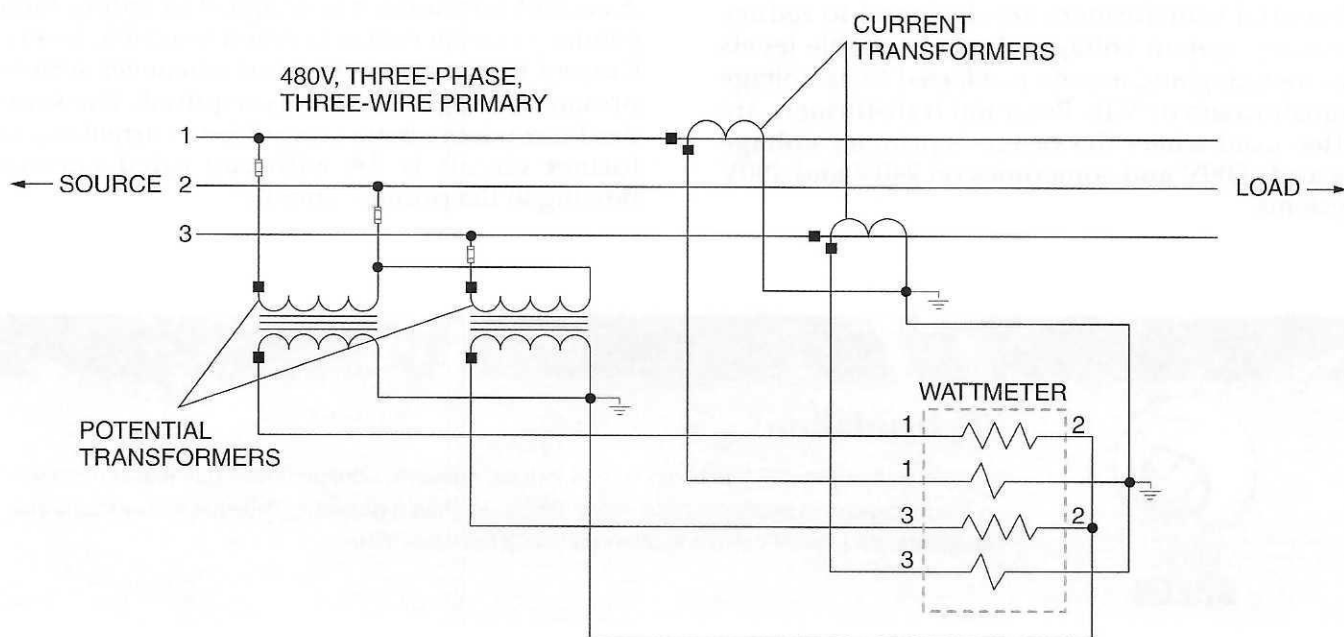 CURRENT
TRANSFORMERS
480V, THREE-PHASE,
THREE-WIRE PRIMARY
1
SOURCE 2
LOAD
3
WATTMETER
POTENTIAL
TRANSFORMERS
1 2
1
3 2
3